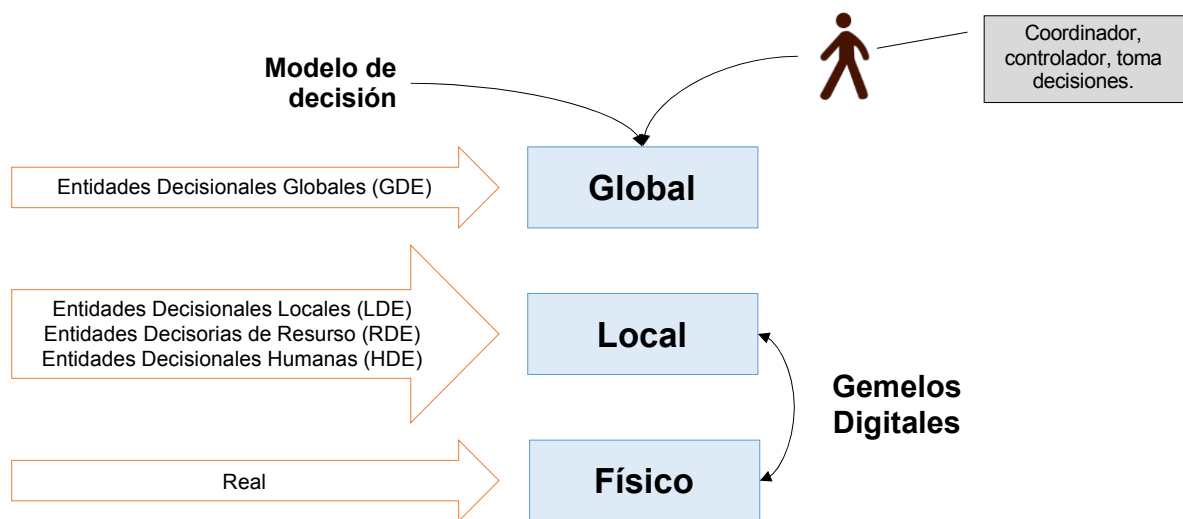 Coordinador,
controlador, toma
decisiones.
Modelo de
decisión
Entidades Decisionales Globales (GDE)
Global
Entidades Decisionales Locales (LDE)
Entidades Decisorias de Resurso (RDE)
Entidades Decisionales Humanas (HDE)
Local
Gemelos
Digitales
Real
Físico